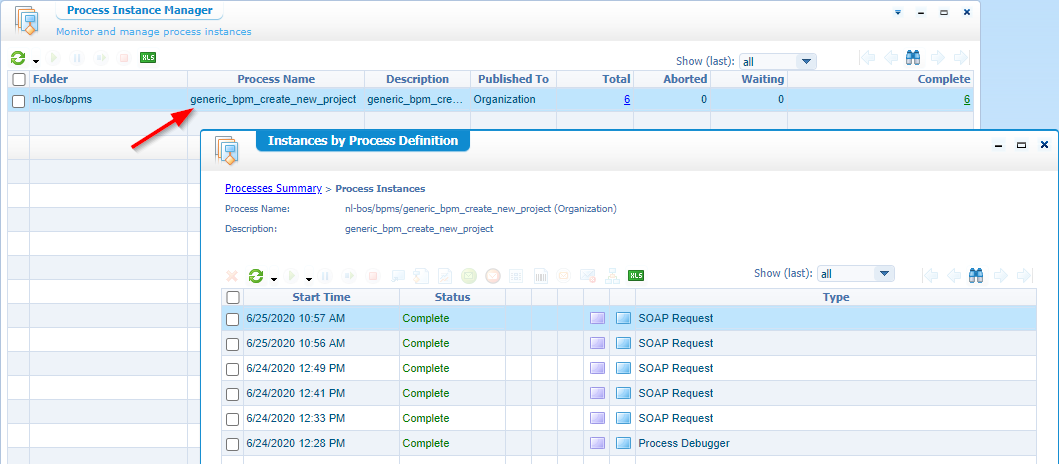 Process Instance Manager
Monitor and manage process instances
XLS
Show (last): all
Folder Process Name Description Published To Total Aborted Waiting Complete
nl-bos/bpms generic_bpm_create_new_project generic_bpm_cre... Organization 6 0 0 6
Instances by Process Definition
Processes Summary > Process Instances
Process Name: nl-bos/bpms/generic_bpm_create_new_project (Organization)
Description: generic_bpm_create_new_project
XLS
Show (last): all
Start Time Status Type
6/25/2020 10:57 AM Complete SOAP Request
6/25/2020 10:56 AM Complete SOAP Request
6/24/2020 12:49 PM Complete SOAP Request
6/24/2020 12:41 PM Complete SOAP Request
6/24/2020 12:33 PM Complete SOAP Request
6/24/2020 12:28 PM Complete Process Debugger